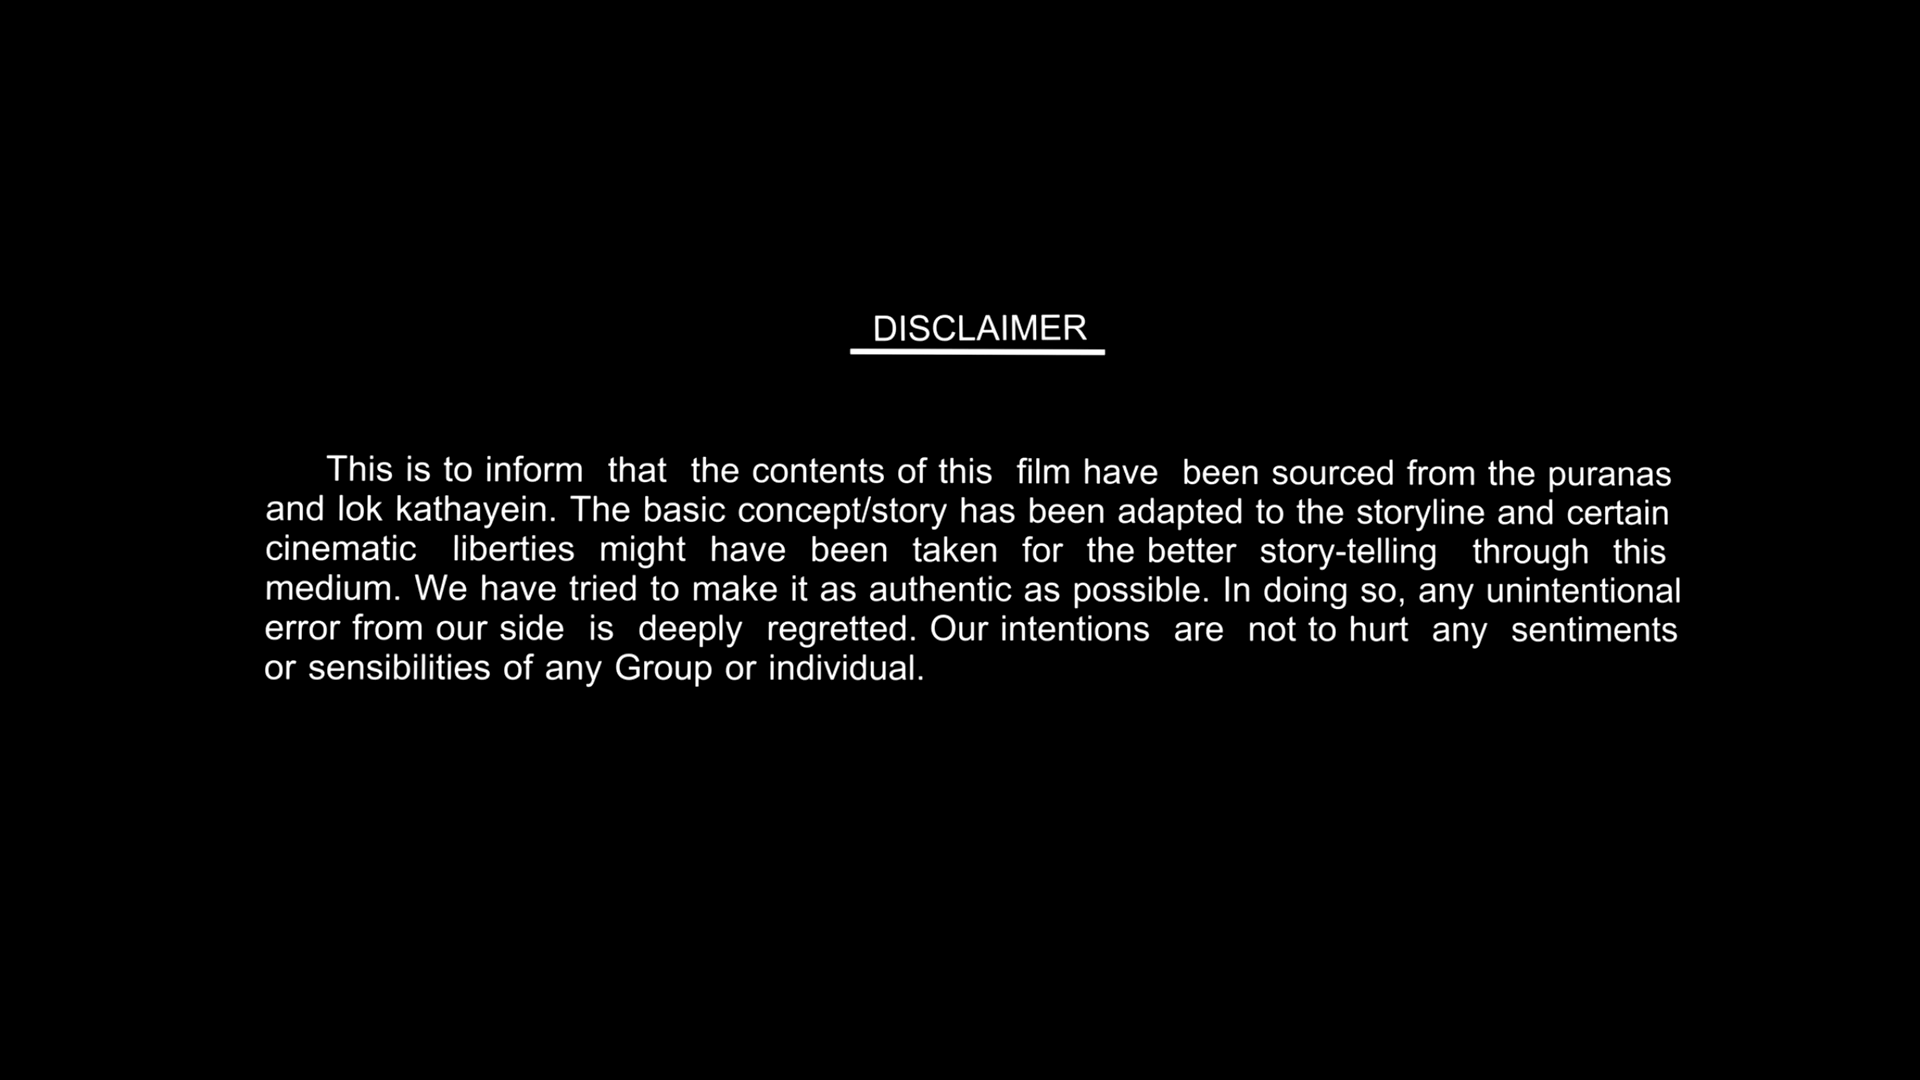 DISCLAIMER
This is to inform that the contents of this film have been sourced from the puranas
and lok kathayein. The basic concept/story has been adapted to the storyline and certain
cinematic liberties might have been taken for the better story-telling through this
medium. We have tried to make it as authentic as possible. In doing so, any unintentional
error from our side is deeply regretted. Our intentions are not to hurt any sentiments
or sensibilities of any Group or individual.